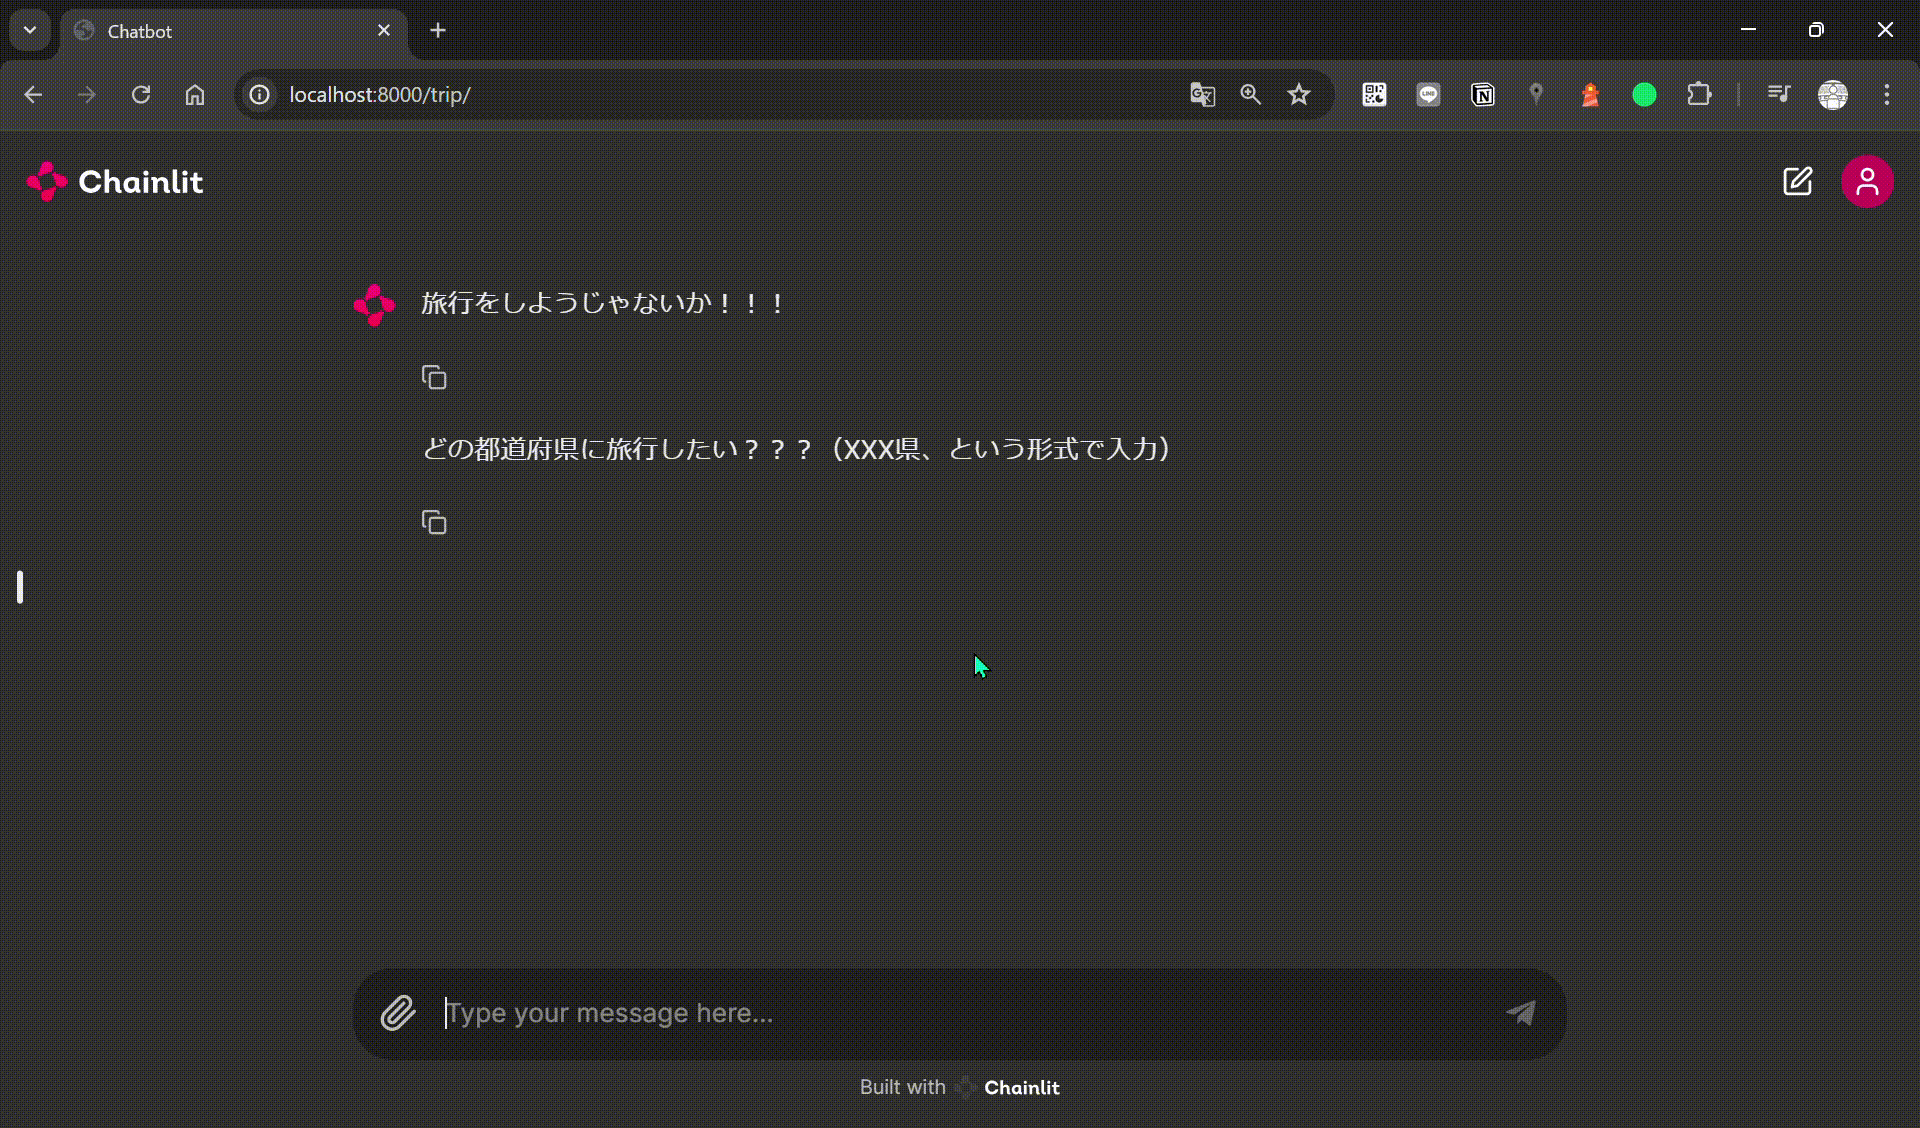 Chatbot
localhost:8000/trip/
Chainlit
旅行をしようじゃないか！！！
どの都道府県に旅行したい？？？（XXX県、という形式で入力）
Type your message here...
Built with Chainlit